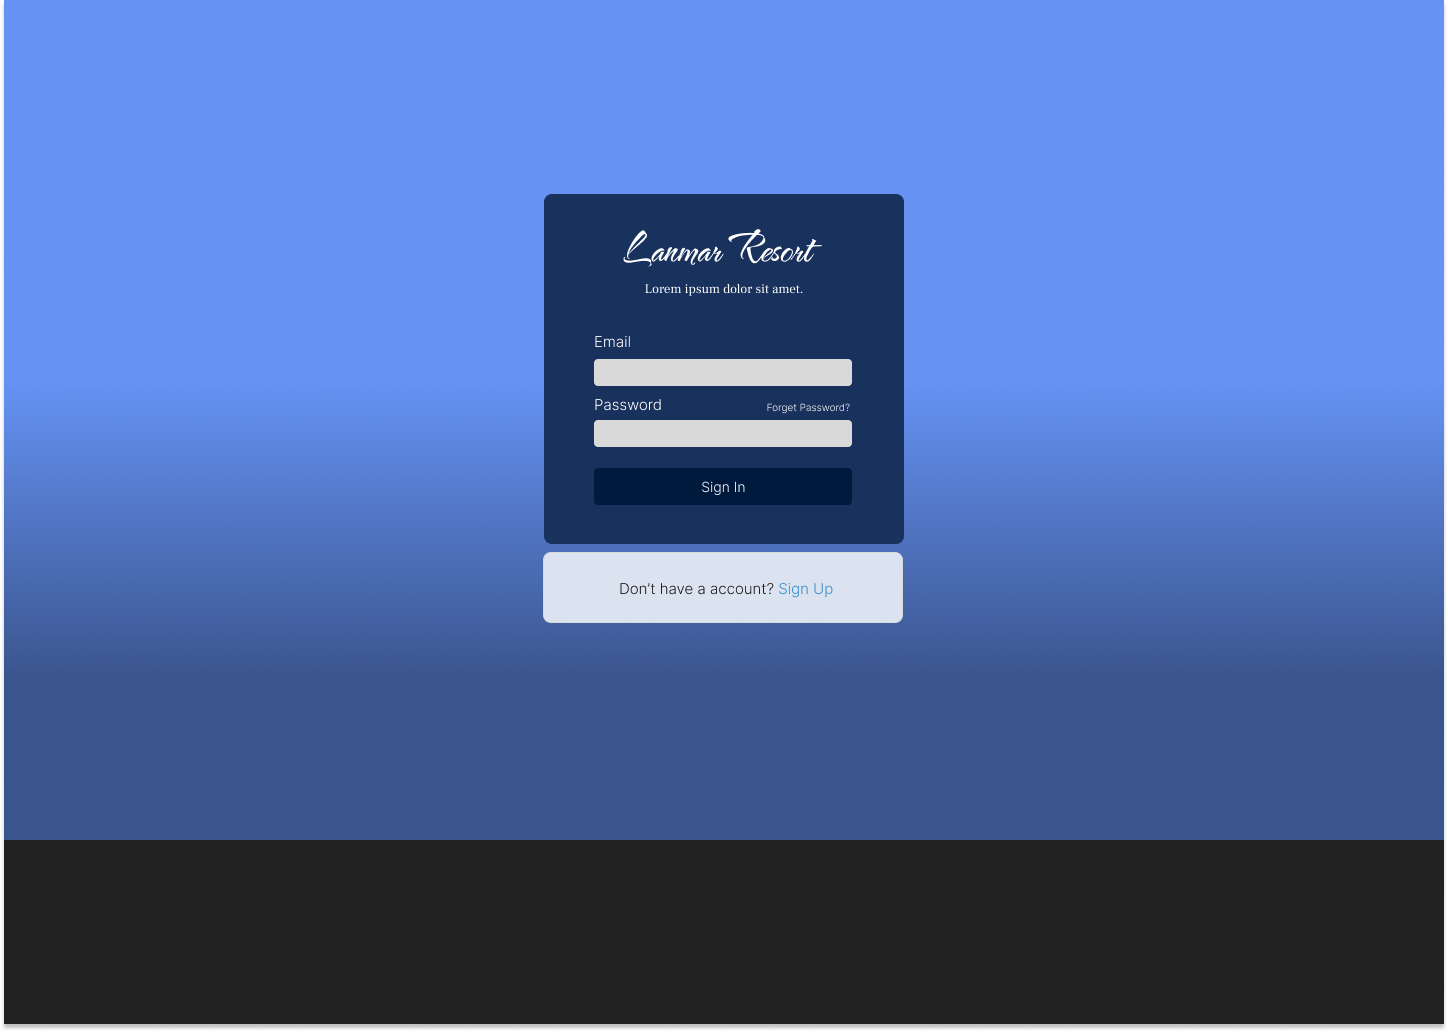 Lanmar Resort
Lorem ipsum dolor sit amet.
Email
Password
Forget Password?
Sign In
Don't have a account? Sign Up